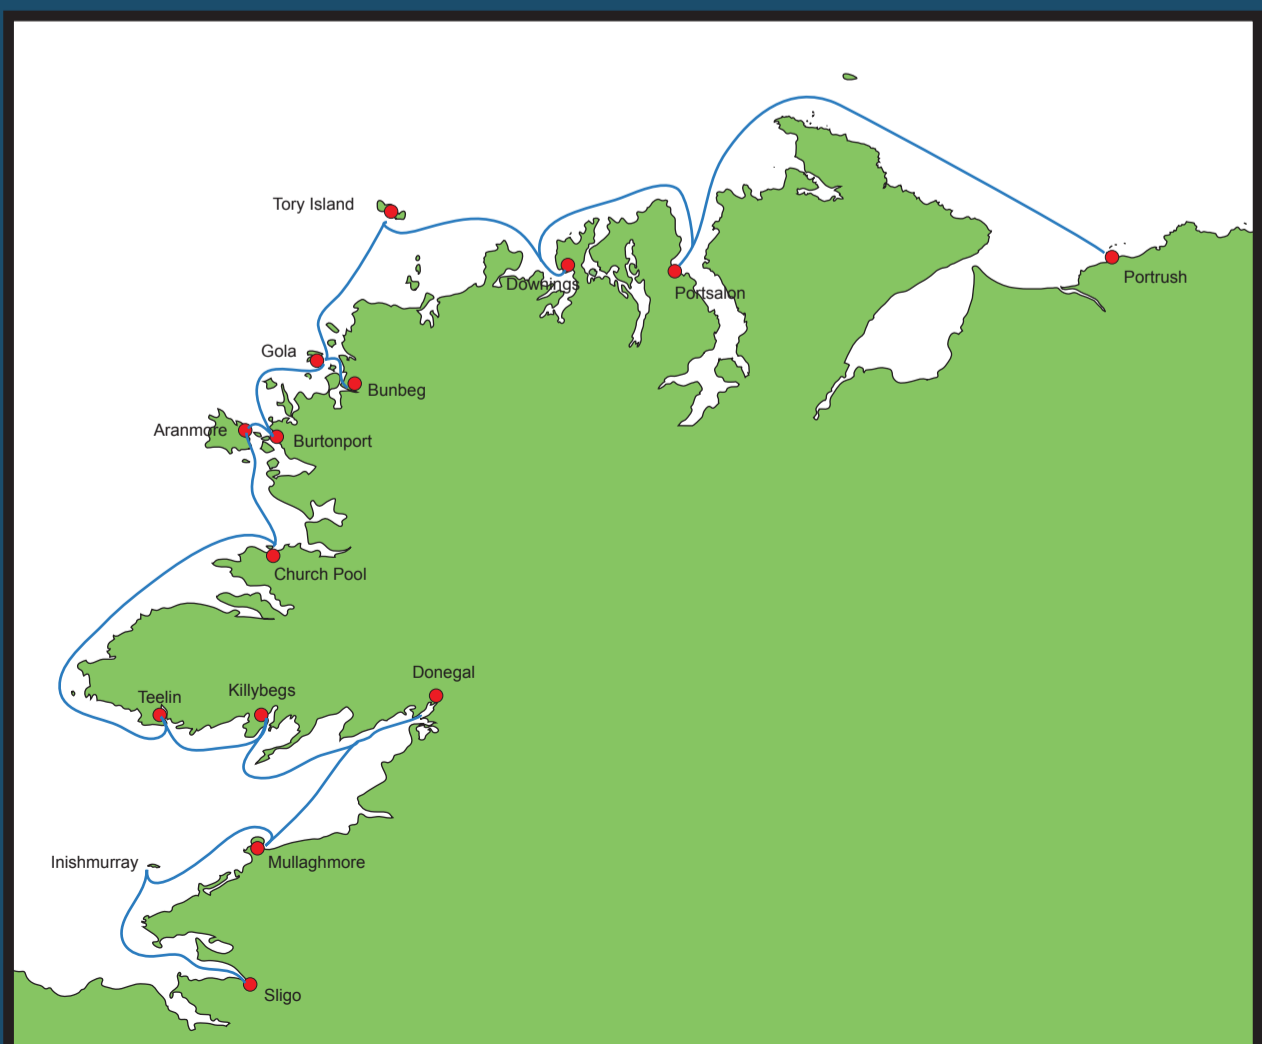 Tory Island
Downings
Portsalon
Portrush
Gola
Bunbeg
Aranmore
Burtonport
Church Pool
Donegal
Killybegs
Teelin
Inishmurray
Mullaghmore
Sligo